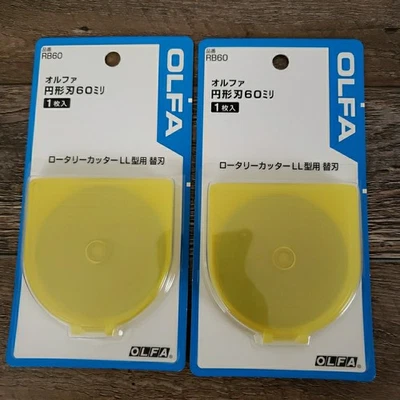 品番
RB60
OLFA
オルファ
円形刃60ミリ
1枚入
ロータリーカッターLL型用 替刃
OLFA®
品番
RB60
OLFA
オルファ
円形刃60ミリ
1枚入
ロータリーカッターLL型用 替刃
OLFA®